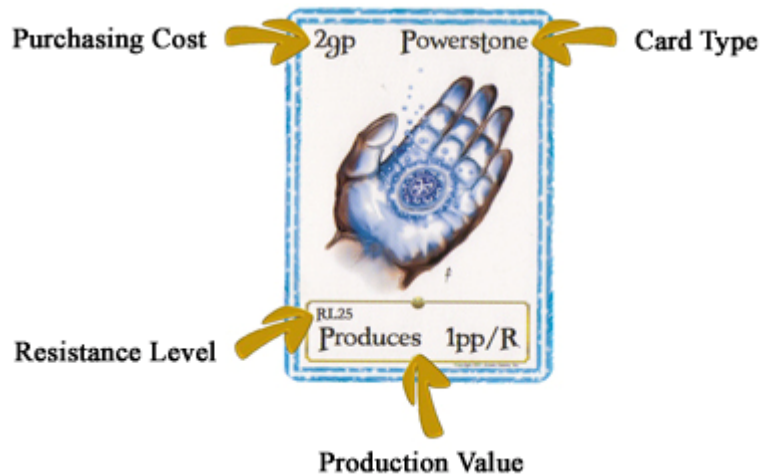 Purchasing Cost
2gp Powerstone
Card Type
RL25
Resistance Level
Produces 1pp/R
Production Value